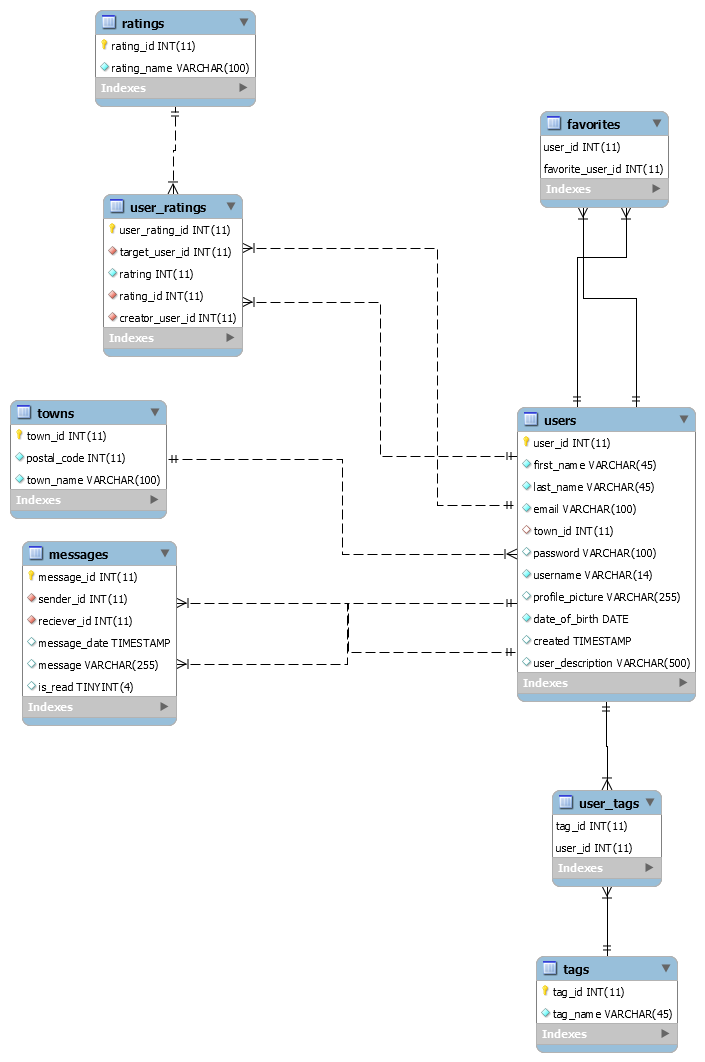 ratings
rating_id INT(11)
rating_name VARCHAR(100)
Indexes
favorites
user_id INT(11)
favorite_user_id INT(11)
Indexes
user_ratings
user_rating_id INT(11)
target_user_id INT(11)
ratring INT(11)
rating_id INT(11)
creator_user_id INT(11)
Indexes
towns
town_id INT(11)
postal_code INT(11)
town_name VARCHAR(100)
Indexes
users
user_id INT(11)
first_name VARCHAR(45)
last_name VARCHAR(45)
email VARCHAR(100)
town_id INT(11)
password VARCHAR(100)
username VARCHAR(14)
profile_picture VARCHAR(255)
date_of_birth DATE
created TIMESTAMP
user_description VARCHAR(500)
Indexes
messages
message_id INT(11)
sender_id INT(11)
reciever_id INT(11)
message_date TIMESTAMP
message VARCHAR(255)
is_read TINYINT(4)
Indexes
user_tags
tag_id INT(11)
user_id INT(11)
Indexes
tags
tag_id INT(11)
tag_name VARCHAR(45)
Indexes